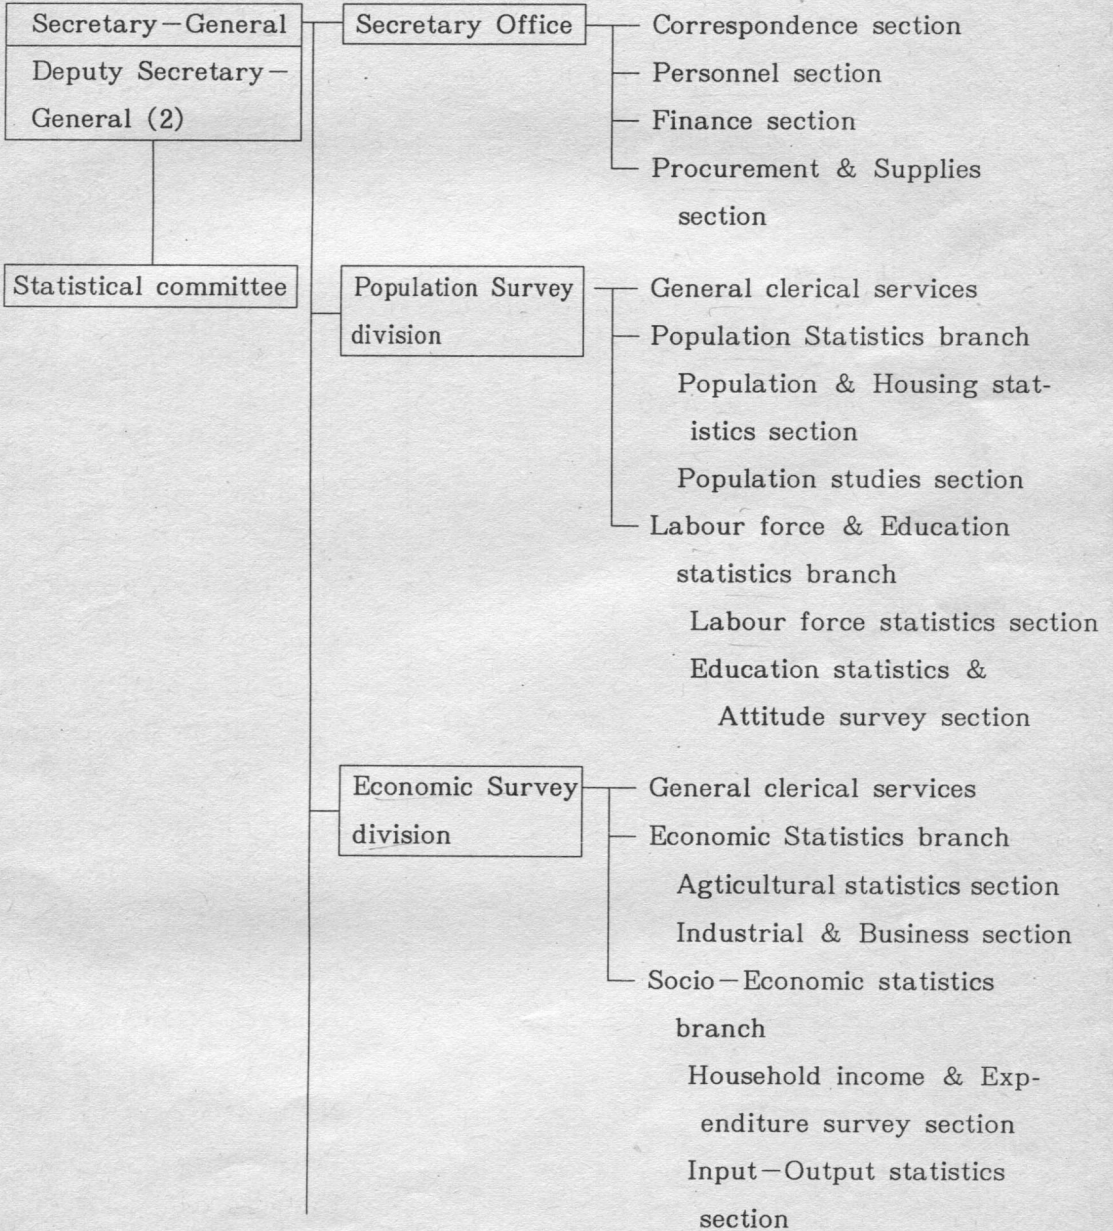 Secretary—General
Deputy Secretary—
General (2)
Statistical committee
Secretary Office
Correspondence section
Personnel section
Finance section
Procurement & Supplies
section
Population Survey
division
General clerical services
Population Statistics branch
Population & Housing stat-
istics section
Population studies section
Labour force & Education
statistics branch
Labour force statistics section
Education statistics &
Attitude survey section
Economic Survey
division
General clerical services
Economic Statistics branch
Agticultural statistics section
Industrial & Business section
Socio—Economic statistics
branch
Household income & Exp-
enditure survey section
Input—Output statistics
section